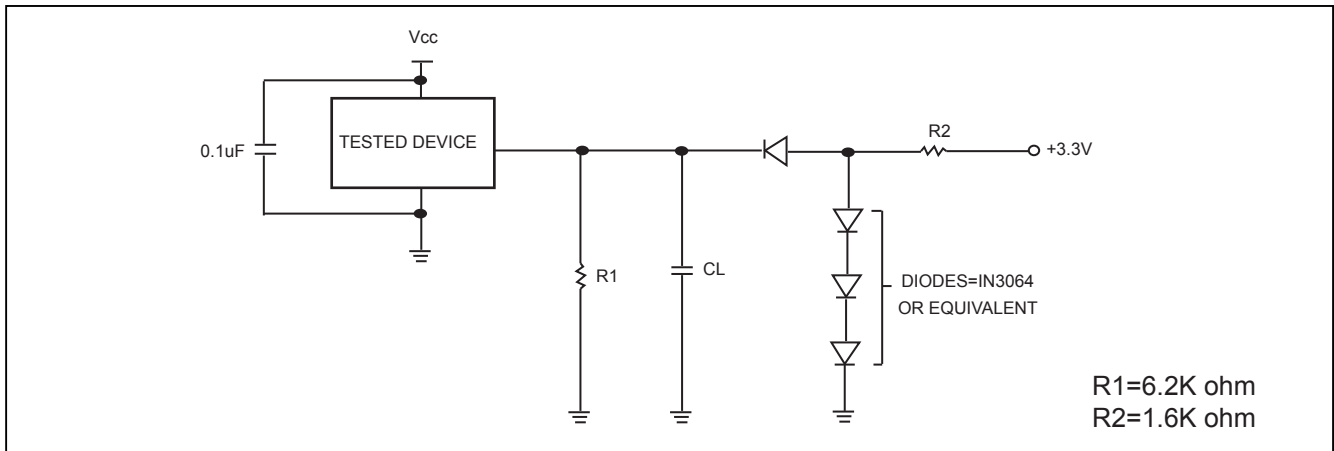 Vcc
0.1uF
TESTED DEVICE
R2
+3.3V
R1
CL
DIODES=IN3064
OR EQUIVALENT
R1=6.2K ohm
R2=1.6K ohm